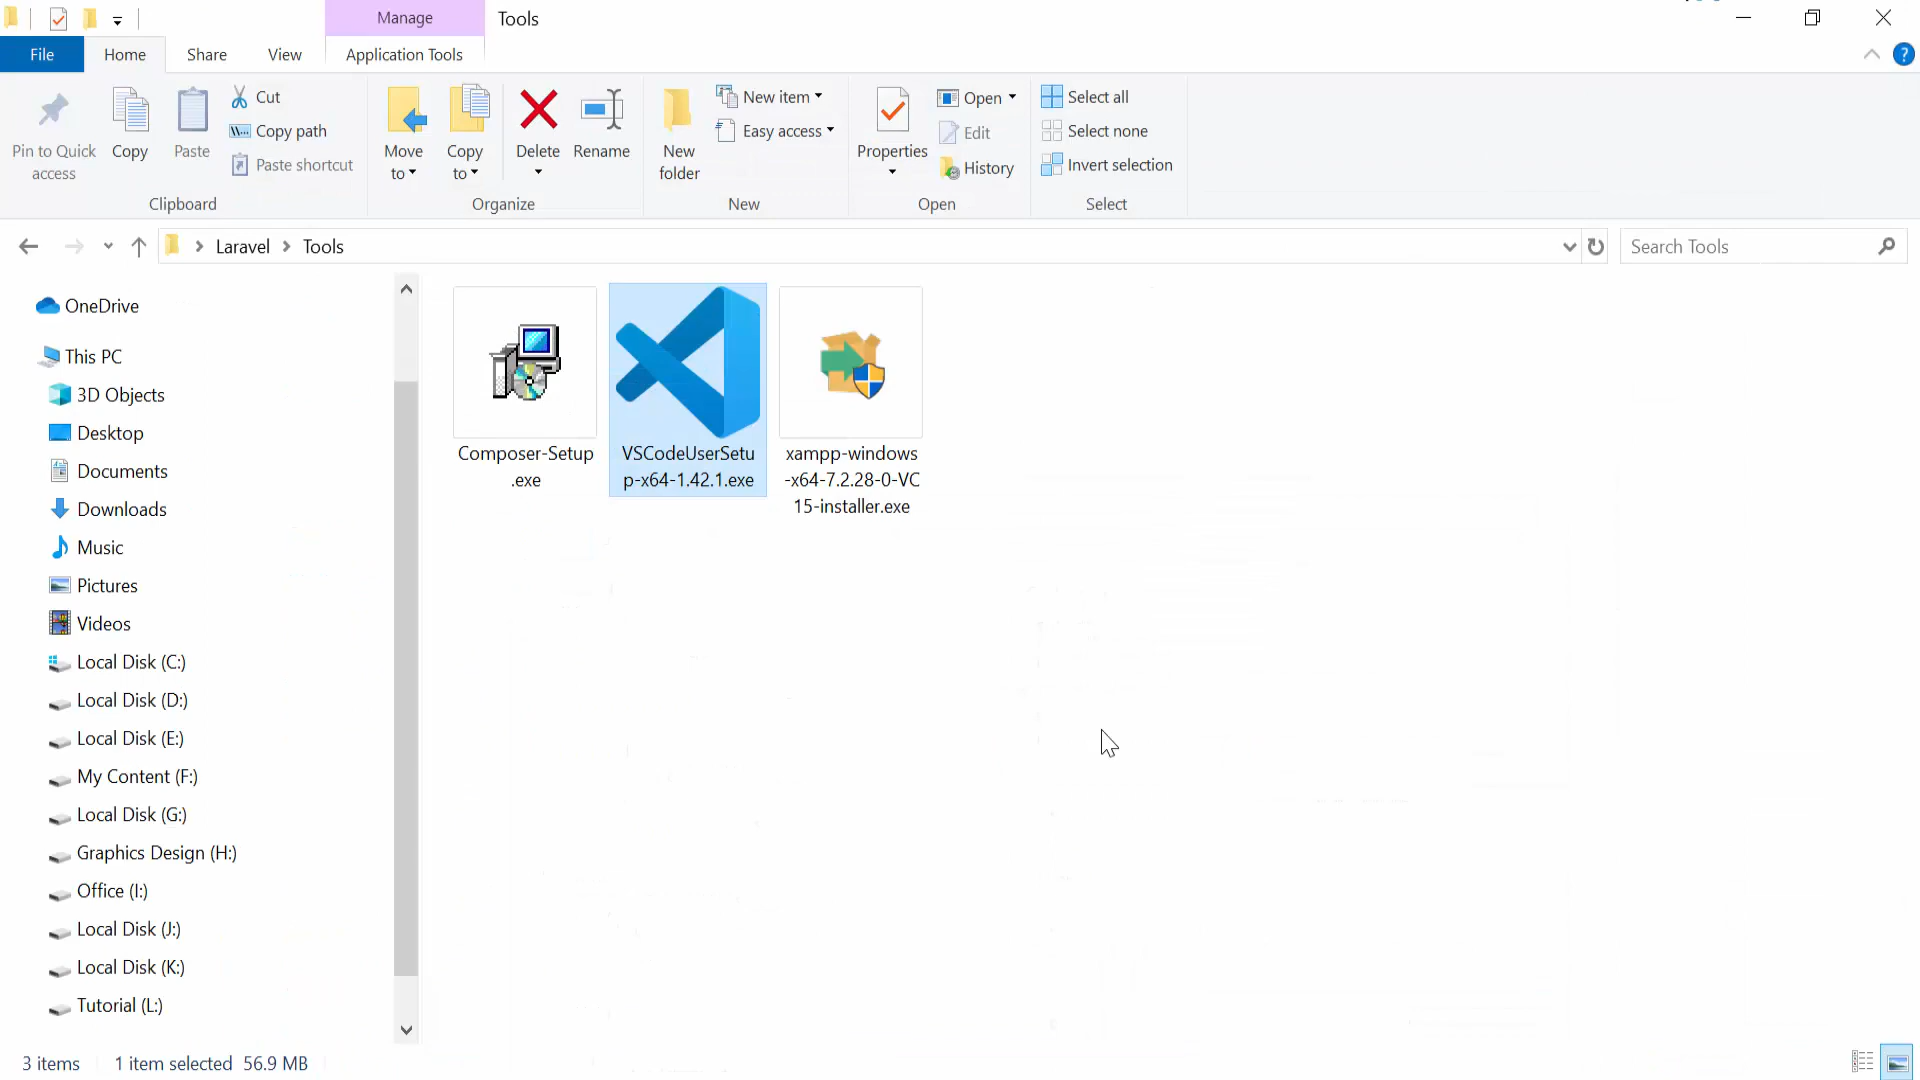 Manage
Tools
File
Home
Share
View
Application Tools
Pin to Quick
access
Copy
Paste
Cut
Copy path
Paste shortcut
Clipboard
Move
to
Copy
to
Delete
Rename
Organize
New
folder
New item
Easy access
New
Properties
Open
Edit
History
Open
Select all
Select none
Invert selection
Select
Laravel
Tools
Search Tools
OneDrive
This PC
3D Objects
Desktop
Documents
Downloads
Music
Pictures
Videos
Local Disk (C:)
Local Disk (D:)
Local Disk (E:)
My Content (F:)
Local Disk (G:)
Graphics Design (H:)
Office (I:)
Local Disk (J:)
Local Disk (K:)
Tutorial (L:)
Composer-Setup
.exe
VSCodeUserSetu
p-x64-1.42.1.exe
xampp-windows
-x64-7.2.28-0-VC
15-installer.exe
3 items
1 item selected 56.9 MB